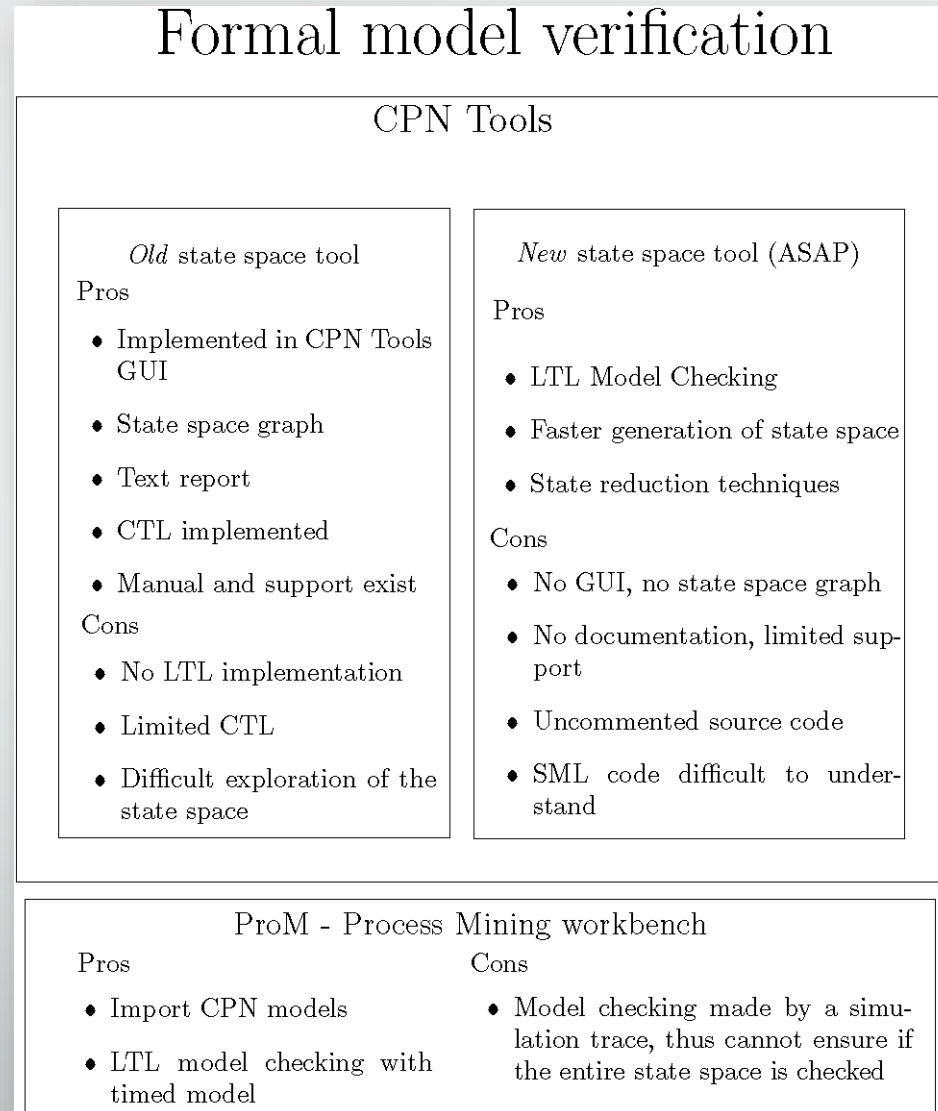 Formal model verification
CPN Tools
Old state space tool
Pros
• Implemented in CPN Tools
GUI
• State space graph
• Text report
• CTL implemented
• Manual and support exist
Cons
• No LTL implementation
• Limited CTL
• Difficult exploration of the
state space
New state space tool (ASAP)
Pros
• LTL Model Checking
• Faster generation of state space
• State reduction techniques
Cons
• No GUI, no state space graph
• No documentation, limited sup-
port
• Uncommented source code
• SML code difficult to under-
stand
ProM - Process Mining workbench
Pros
• Import CPN models
• LTL model checking with
timed model
Cons
• Model checking made by a simu-
lation trace, thus cannot ensure if
the entire state space is checked